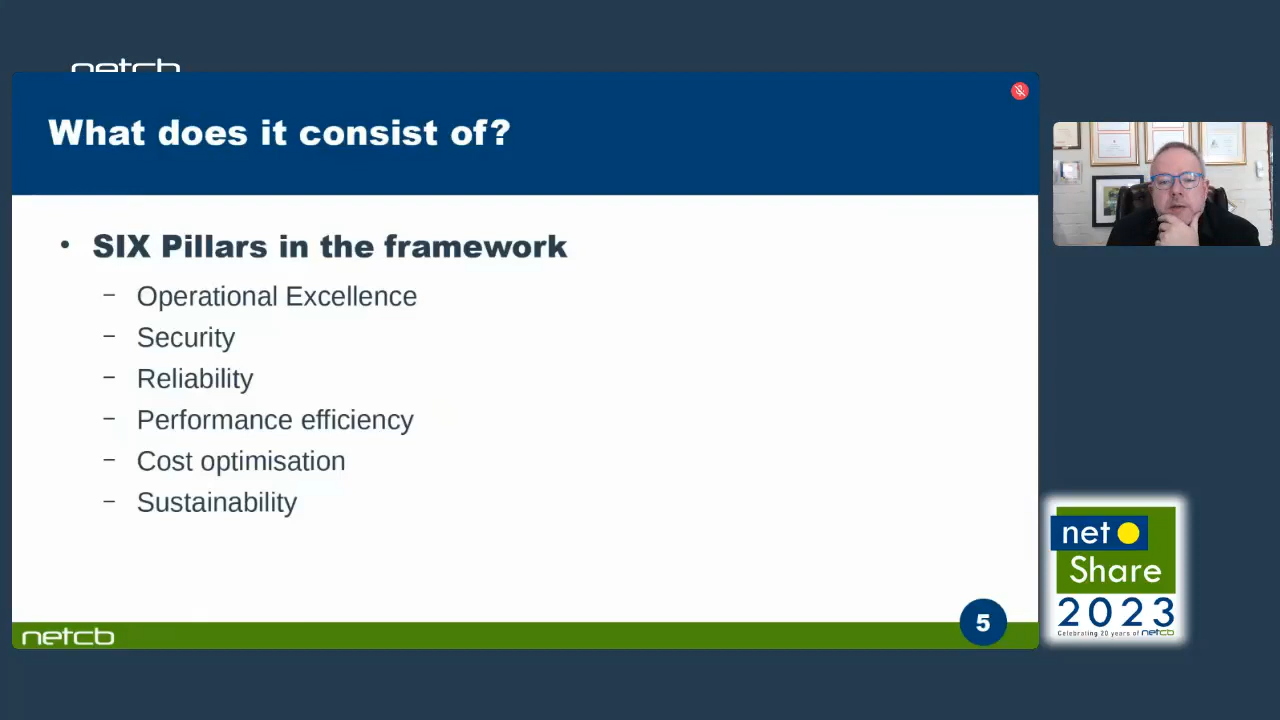 netcb
What does it consist of?
• SIX Pillars in the framework
– Operational Excellence
– Security
– Reliability
– Performance efficiency
– Cost optimisation
– Sustainability
netcb
5
net
Share
2023
Celebrating 20 years of netcb